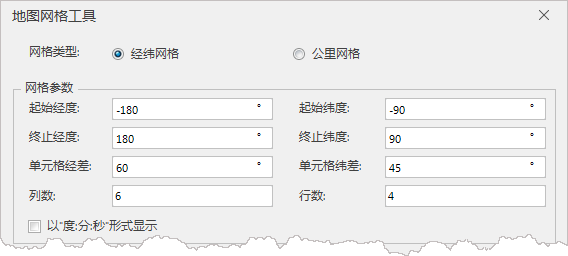 地图网格工具
网格类型: 经纬网格 公里网格
网格参数
起始经度: -180 ° 起始纬度: -90
终止经度: 180 ° 终止纬度: 90
单元格经差: 60 ° 单元格纬差: 45
列数: 6 行数: 4
以"度:分:秒"形式显示